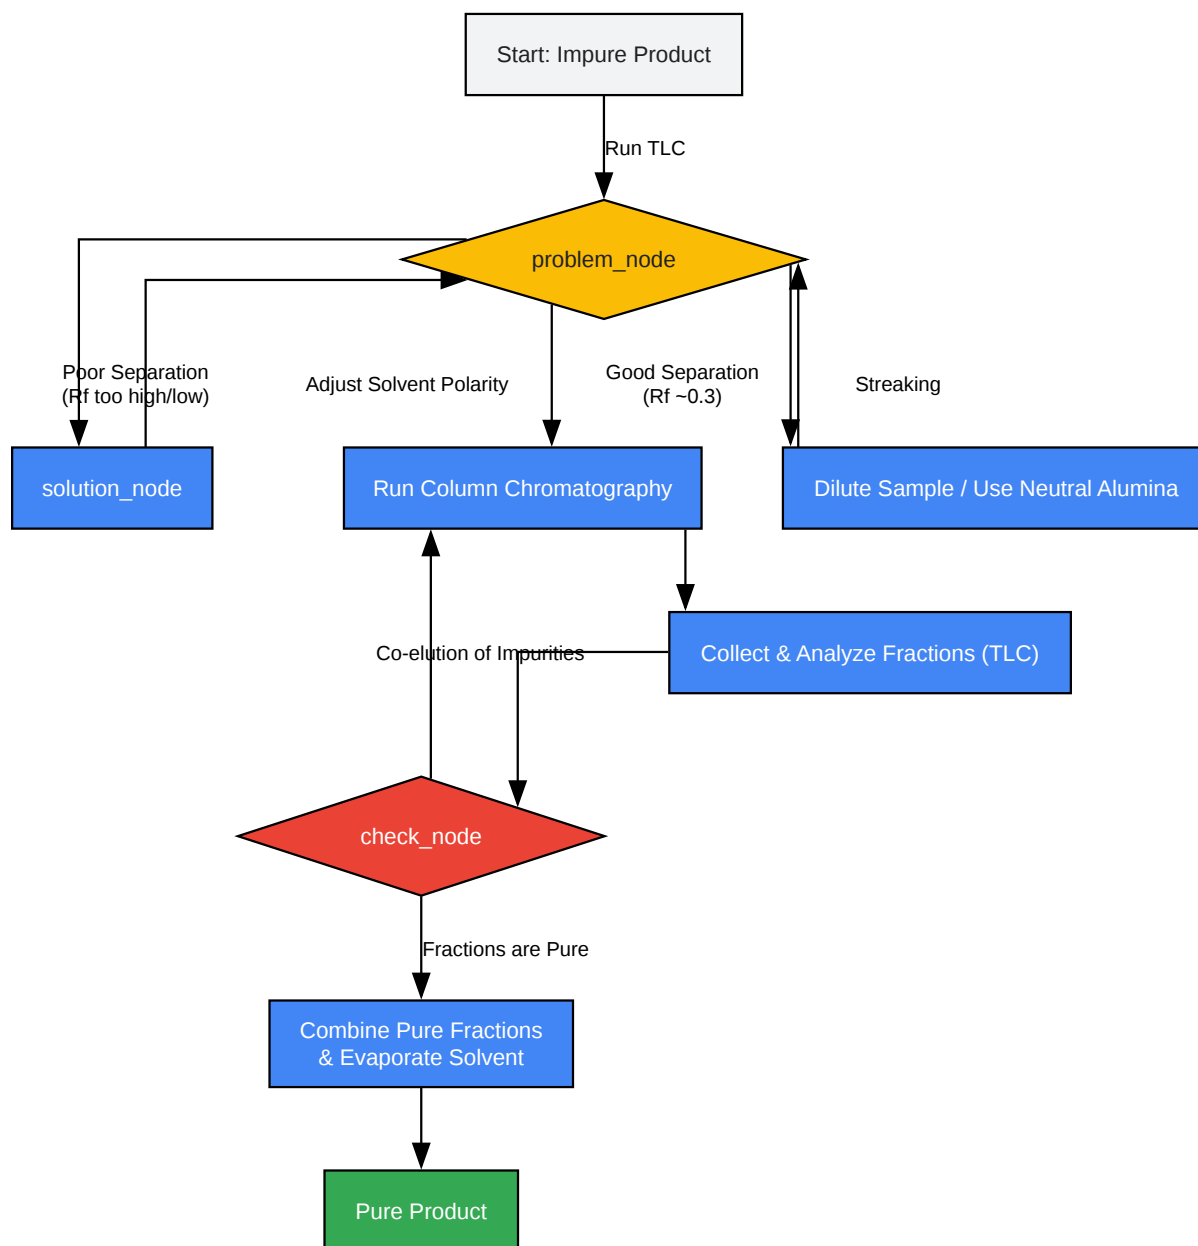 Start: Impure Product
Run TLC
problem_node
Poor Separation
(Rf too high/low)
Adjust Solvent Polarity
Good Separation
(Rf ~0.3)
Streaking
solution_node
Run Column Chromatography
Dilute Sample / Use Neutral Alumina
Co-elution of Impurities
Collect & Analyze Fractions (TLC)
check_node
Fractions are Pure
Combine Pure Fractions
& Evaporate Solvent
Pure Product